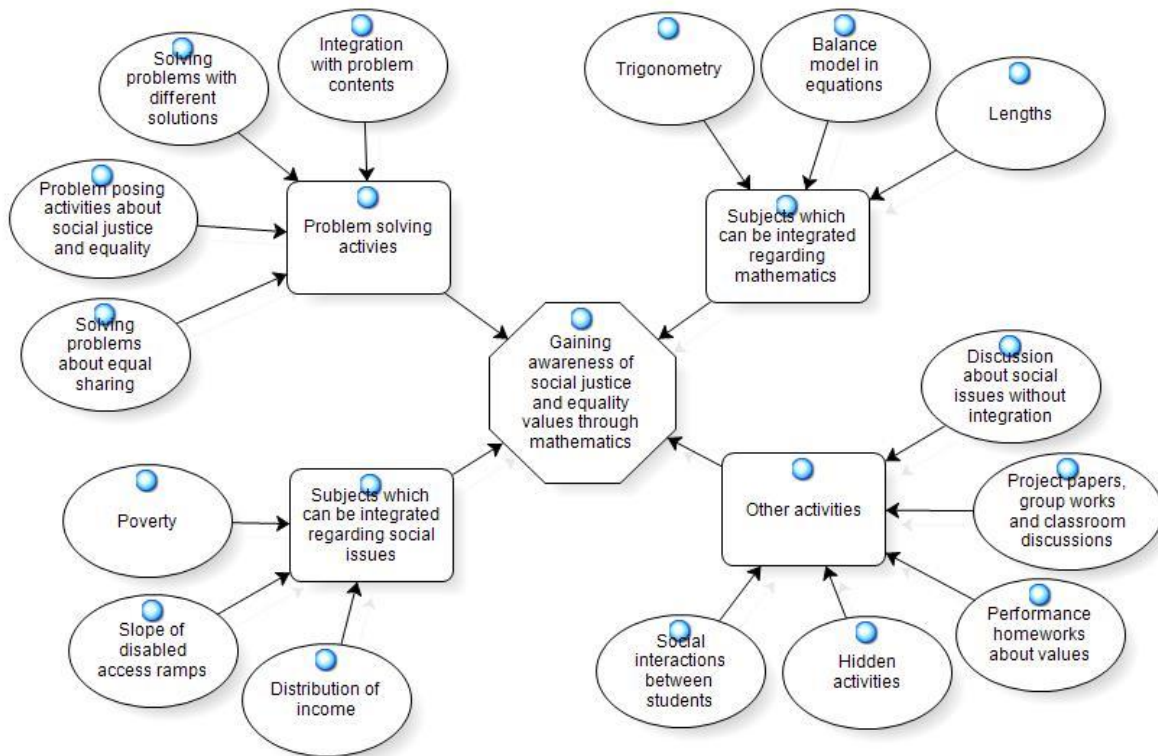 Solving
problems with
different
solutions
Integration
with problem
contents
Trigonometry
Balance
model in
equations
Lengths
Problem posing
activities about
social justice
and equality
Problem solving
activies
Subjects which
can be integrated
regarding
mathematics
Solving
problems
about equal
sharing
Gaining
awareness of
social justice
and equality
values through
mathematics
Discussion
about social
issues without
integration
Poverty
Subjects which
can be integrated
regarding social
issues
Other activities
Project papers,
group works
and classroom
discussions
Slope of
disabled
access ramps
Distribution of
income
Social
interactions
between
students
Hidden
activities
Performance
homeworks
about values